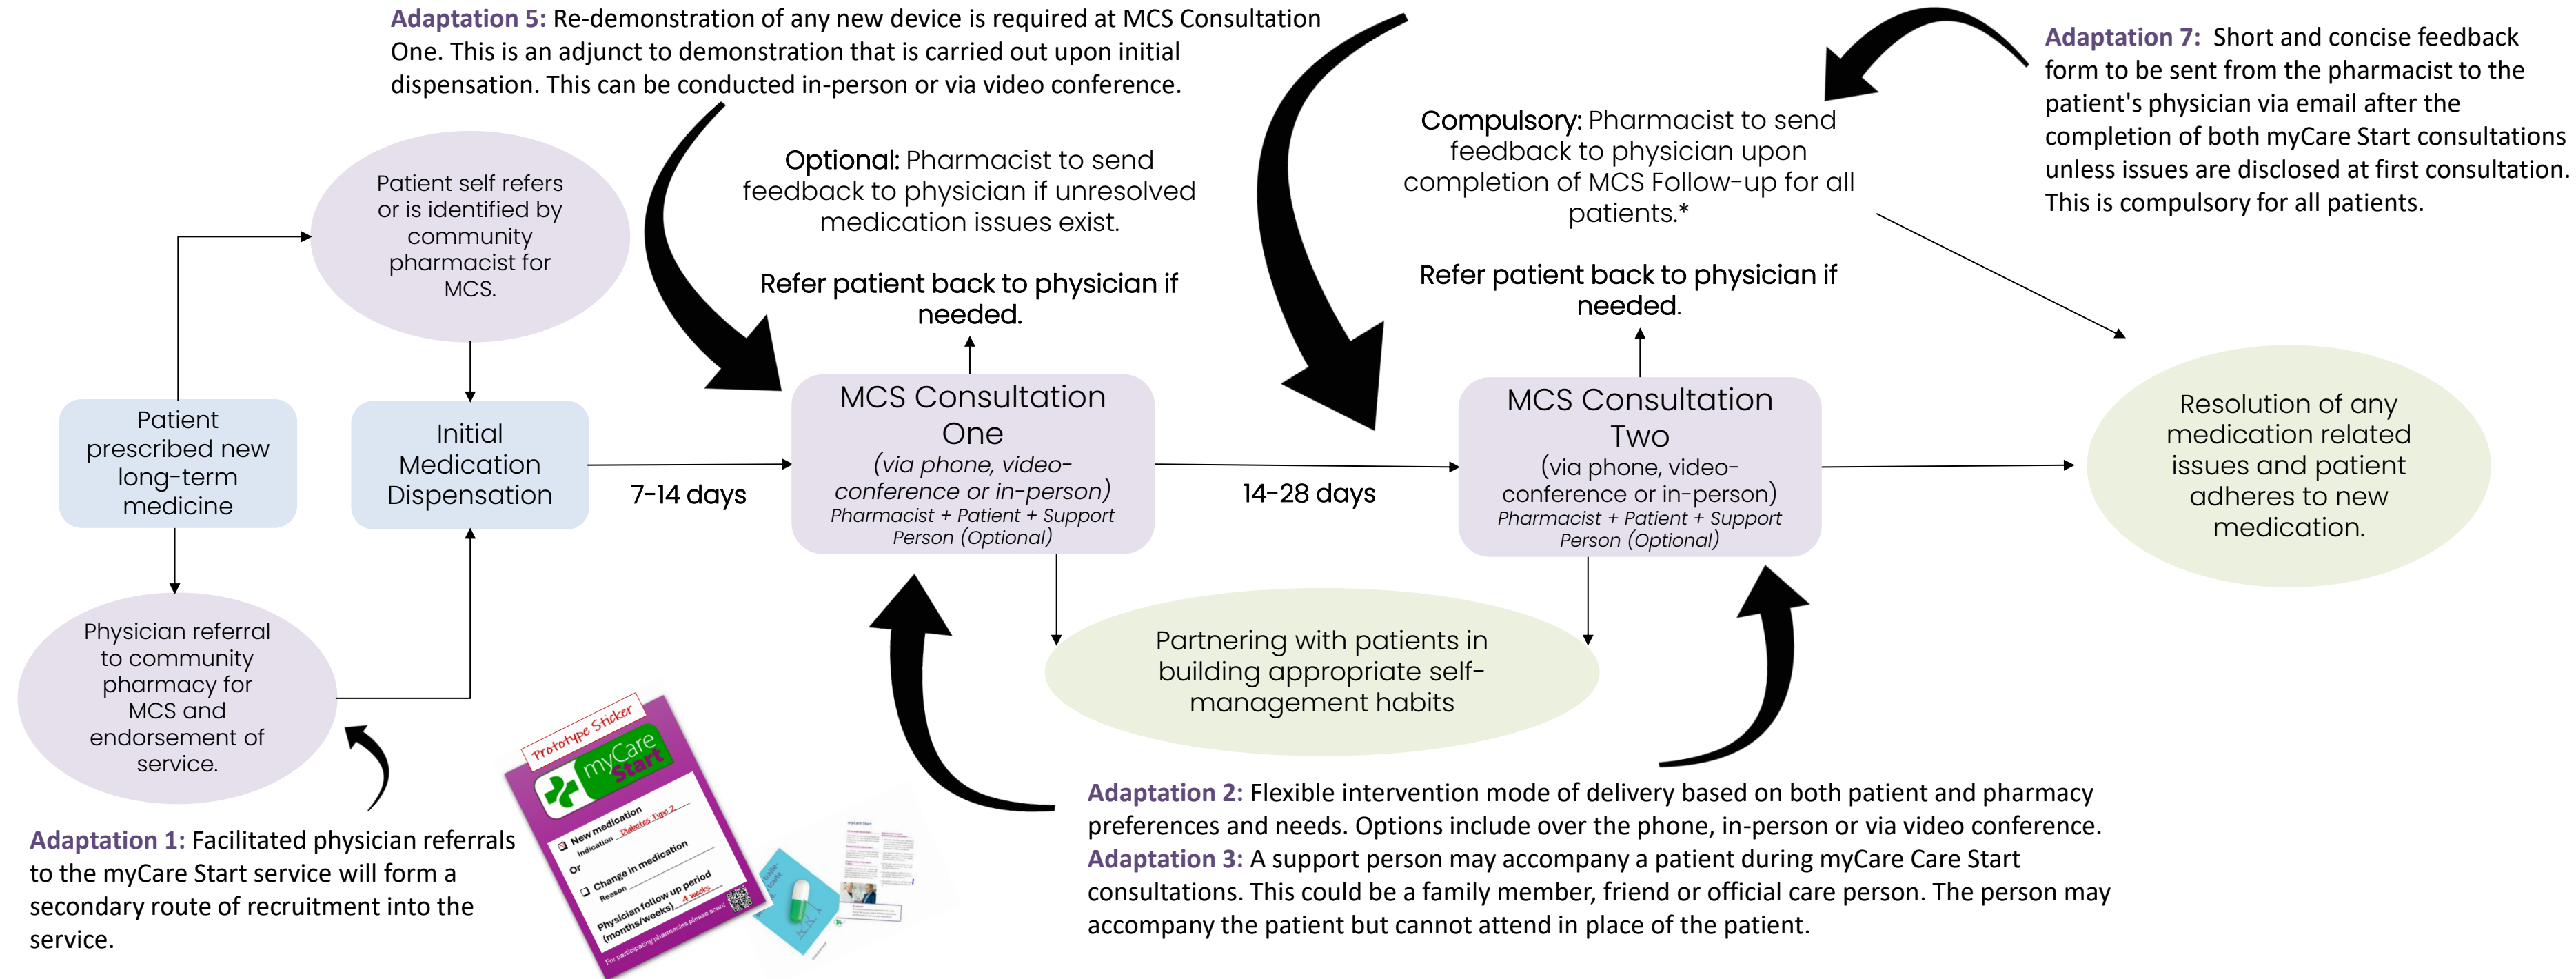 Adaptation 5: Re-demonstration of any new device is required at MCS Consultation
One. This is an adjunct to demonstration that is carried out upon initial
dispensation. This can be conducted in-person or via video conference.
Adaptation 7: Short and concise feedback
form to be sent from the pharmacist to the
patient's physician via email after the
completion of both myCare Start consultations
unless issues are disclosed at first consultation.
This is compulsory for all patients.
Patient self refers
or is identified by
community
pharmacist for
MCS.
Optional: Pharmacist to send
feedback to physician if unresolved
medication issues exist.
Refer patient back to physician if
needed.
Compulsory: Pharmacist to send
feedback to physician upon
completion of MCS Follow-up for all
patients.*
Refer patient back to physician if
needed.
Patient
prescribed new
long-term
medicine
Initial
Medication
Dispensation
7-14 days
MCS Consultation
One
(via phone, video-
conference or in-person)
Pharmacist + Patient + Support
Person (Optional)
14-28 days
MCS Consultation
Two
(via phone, video-
conference or in-person)
Pharmacist + Patient + Support
Person (Optional)
Resolution of any
medication related
issues and patient
adheres to new
medication.
Physician referral
to community
pharmacy for
MCS and
endorsement of
service.
Partnering with patients in
building appropriate self-
management habits
Prototype Sticker
myCare
Start
New medication
Indication Diabetes Type 2
Or
Change in medication
Reason
Physician follow up period
(months/weeks) 4 weeks
For participating pharmacies please scan:
myCare Start
Adaptation 1: Facilitated physician referrals
to the myCare Start service will form a
secondary route of recruitment into the
service.
Adaptation 2: Flexible intervention mode of delivery based on both patient and pharmacy
preferences and needs. Options include over the phone, in-person or via video conference.
Adaptation 3: A support person may accompany a patient during myCare Care Start
consultations. This could be a family member, friend or official care person. The person may
accompany the patient but cannot attend in place of the patient.